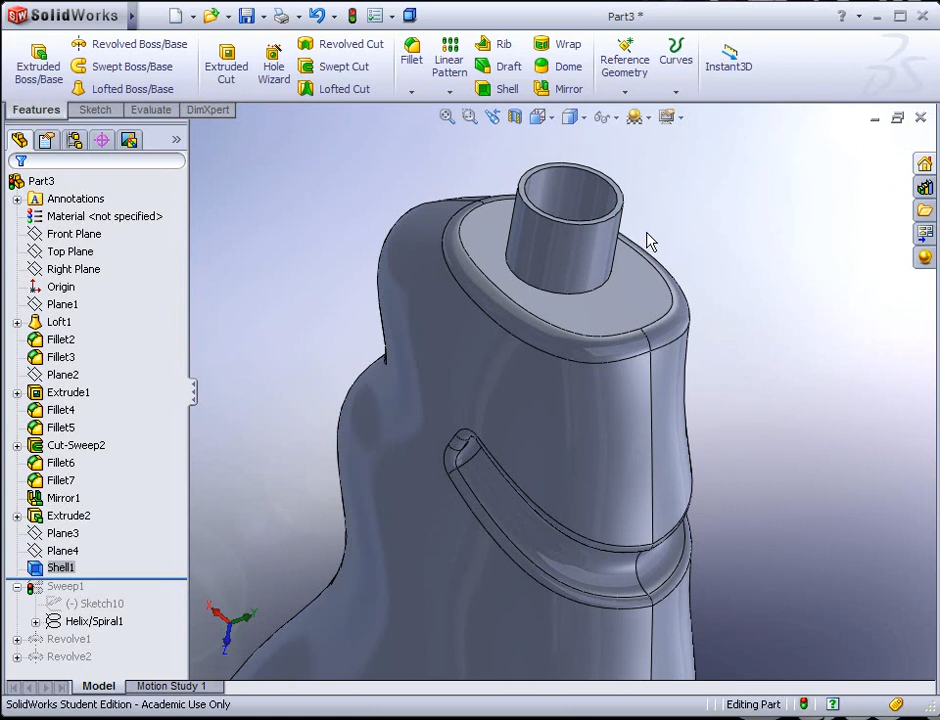 SolidWorks
Part3 *
Extruded Boss/Base
Revolved Boss/Base
Swept Boss/Base
Lofted Boss/Base
Extruded Cut
Hole Wizard
Revolved Cut
Swept Cut
Lofted Cut
Fillet
Linear Pattern
Rib
Draft
Shell
Wrap
Dome
Mirror
Reference Geometry
Curves
Instant3D
Features
Sketch
Evaluate
DimXpert
Part3
Annotations
Material <not specified>
Front Plane
Top Plane
Right Plane
Origin
Plane1
Loft1
Fillet2
Fillet3
Plane2
Extrude1
Fillet4
Fillet5
Cut-Sweep2
Fillet6
Fillet7
Mirror1
Extrude2
Plane3
Plane4
Shell1
Sweep1
(-) Sketch10
Helix/Spiral1
Revolve1
Revolve2
X
Y
Z
Model
Motion Study 1
SolidWorks Student Edition - Academic Use Only
Editing Part